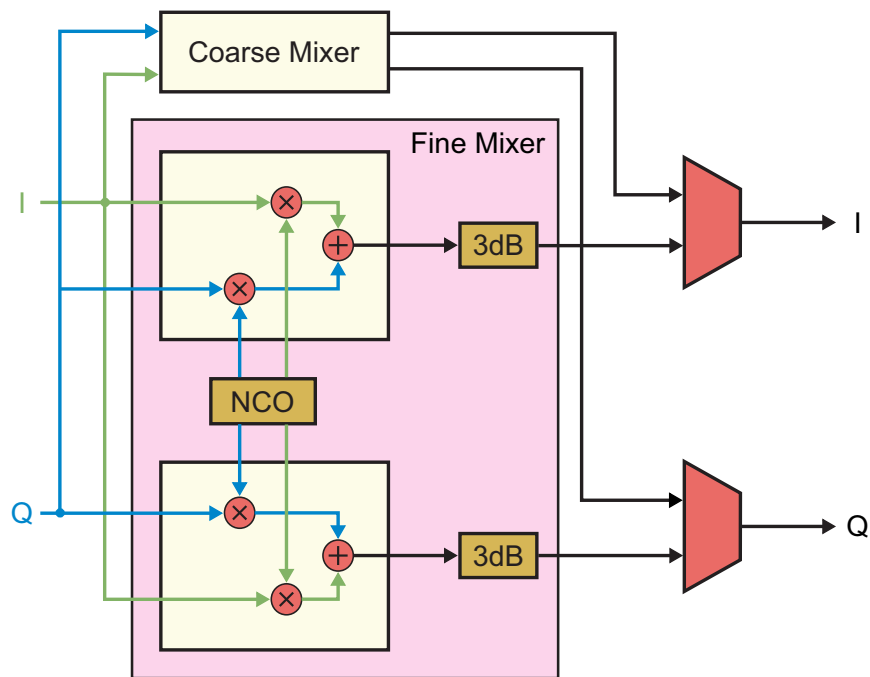 Coarse Mixer
Fine Mixer
I
×
+
3dB
I
×
NCO
Q
×
+
3dB
Q
×